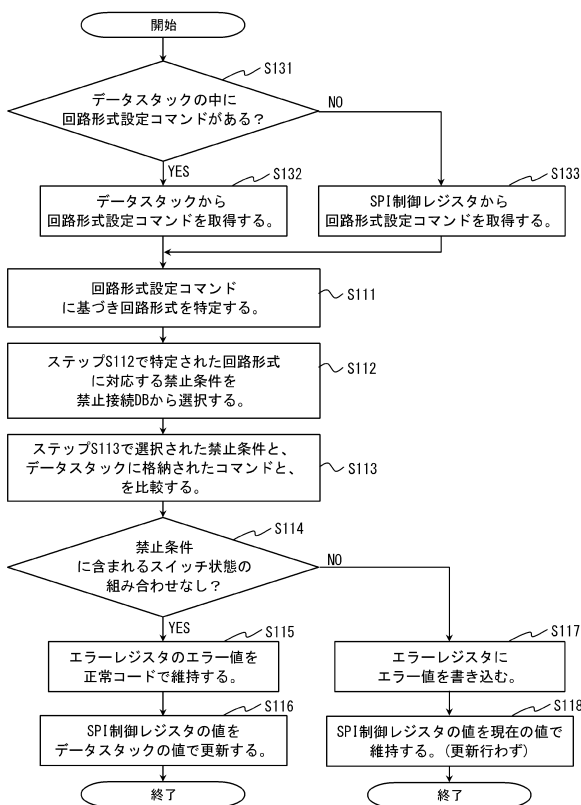 開始
S131
データスタックの中に
回路形式設定コマンドがある？
NO
YES
S132
データスタックから
回路形式設定コマンドを取得する。
S133
SPI制御レジスタから
回路形式設定コマンドを取得する。
回路形式設定コマンド
に基づき回路形式を特定する。
S111
ステップS112で特定された回路形式
に対応する禁止条件を
禁止接続DBから選択する。
S112
ステップS113で選択された禁止条件と、
データスタックに格納されたコマンドと、
を比較する。
S113
S114
禁止条件
に含まれるスイッチ状態の
組み合わせなし？
NO
YES
S115
エラーレジスタのエラー値を
正常コードで維持する。
S117
エラーレジスタに
エラー値を書き込む。
S116
SPI制御レジスタの値を
データスタックの値で更新する。
S118
SPI制御レジスタの値を現在の値で
維持する。(更新行わず)
終了
終了